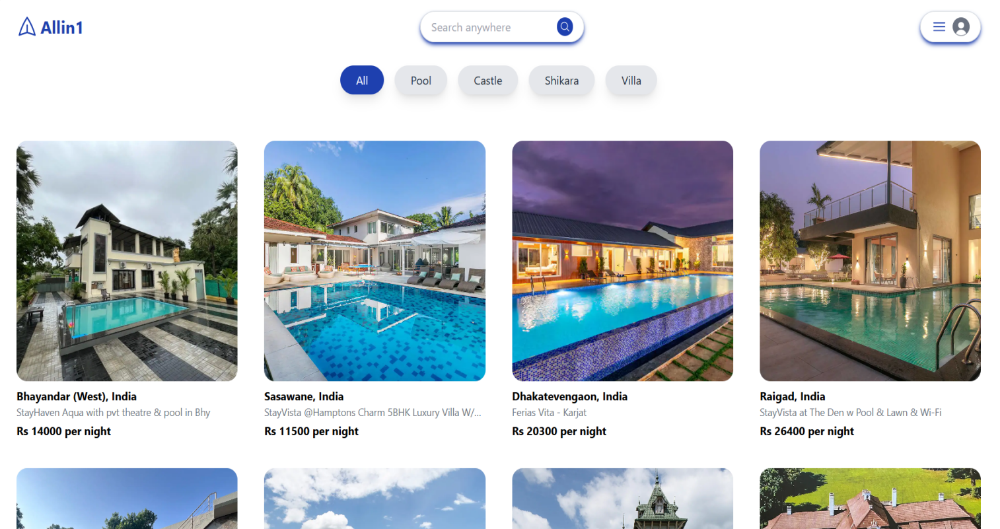 Allin1
Search anywhere
All
Pool
Castle
Shikara
Villa
Bhayandar (West), India
StayHaven Aqua with pvt theatre & pool in Bhy
Rs 14000 per night
Sasawane, India
StayVista @Hamptons Charm 5BHK Luxury Villa W/...
Rs 11500 per night
Dhakatevengaon, India
Ferias Vita - Karjat
Rs 20300 per night
Raigad, India
StayVista at The Den w Pool & Lawn & Wi-Fi
Rs 26400 per night